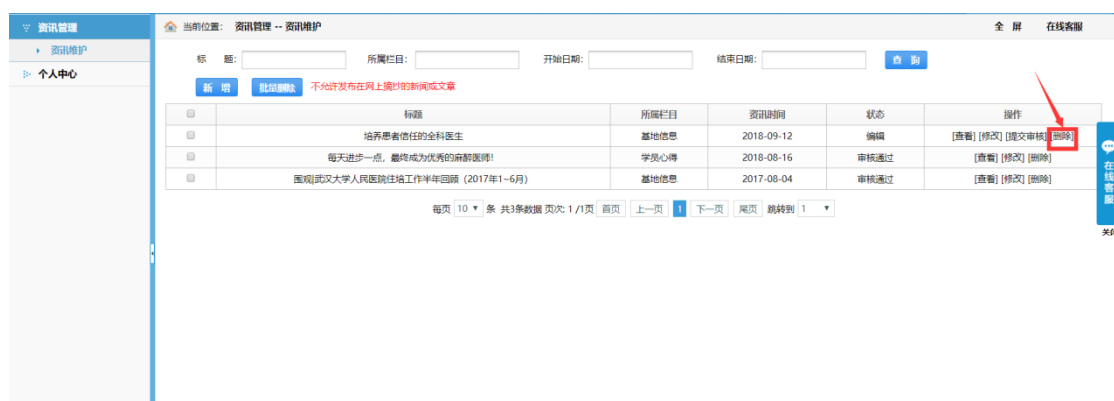 资讯管理
当前位置： 资讯管理 -- 资讯维护
全 屏 在线客服
资讯维护
个人中心
标 题： 所属栏目： 开始日期： 结束日期： 查 询
新 增 批量删除 不允许发布在网上摘抄的新闻或文章
标题 所属栏目 资讯时间 状态 操作
培养患者信任的全科医生 基地信息 2018-09-12 编辑 [查看] [修改] [提交审核] [删除]
每天进步一点，最终成为优秀的麻醉医师！ 学员心得 2018-08-16 审核通过 [查看] [修改] [删除]
围观|武汉大学人民医院住培工作半年回顾（2017年1~6月） 基地信息 2017-08-04 审核通过 [查看] [修改] [删除]
每页 10 条 共3条数据 页次: 1 /1页 首页 上一页 1 下一页 尾页 跳转到 1
在线客服
关闭